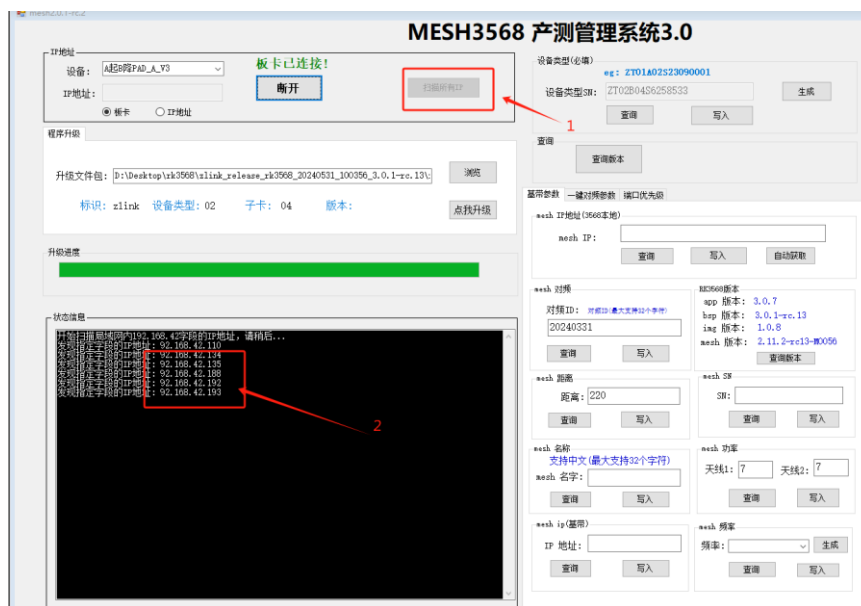 mesh2.0.1-rc.2
MESH3568 产测管理系统3.0
IP地址
设备:
A起B降PAD_A_V3
板卡已连接!
断开
扫描所有IP
IP地址:
板卡
IP地址
1
设备类型(必填)
eg: ZT01A02S23090001
设备类型SN:
ZT02B04S6258533
生成
查询
写入
程序升级
升级文件包:
D:\Desktop\rk3568\zlink_release_rk3568_20240531_100356_3.0.1-rc.13\
浏览
标识: zlink
设备类型: 02
子卡: 04
版本:
点我升级
查询
查询版本
升级进度
基带参数
一键对频参数
端口优先级
mesh IP地址(3568本地)
mesh IP:
查询
写入
自动获取
状态信息
开始扫描局域网内192.168.42字段的IP地址, 请稍后...
发现指定字段的IP地址: 92.168.42.110
发现指定字段的IP地址: 92.168.42.134
发现指定字段的IP地址: 92.168.42.135
发现指定字段的IP地址: 92.168.42.188
发现指定字段的IP地址: 92.168.42.192
发现指定字段的IP地址: 92.168.42.193
2
mesh 对频
对频ID:
对频ID(最大支持12个字符)
20240331
查询
写入
RK3568版本
app 版本: 3.0.7
bsp 版本: 3.0.1-rc.13
img 版本: 1.0.8
mesh 版本: 2.11.2-rc13-M0056
查询版本
mesh 距离
距离: 220
查询
写入
mesh SN
SN:
查询
写入
mesh 名称
支持中文(最大支持32个字符)
mesh 名字:
查询
写入
mesh 功率
天线1: 7
天线2: 7
查询
写入
mesh ip(基带)
IP 地址:
查询
写入
mesh 频率
频率:
生成
查询
写入